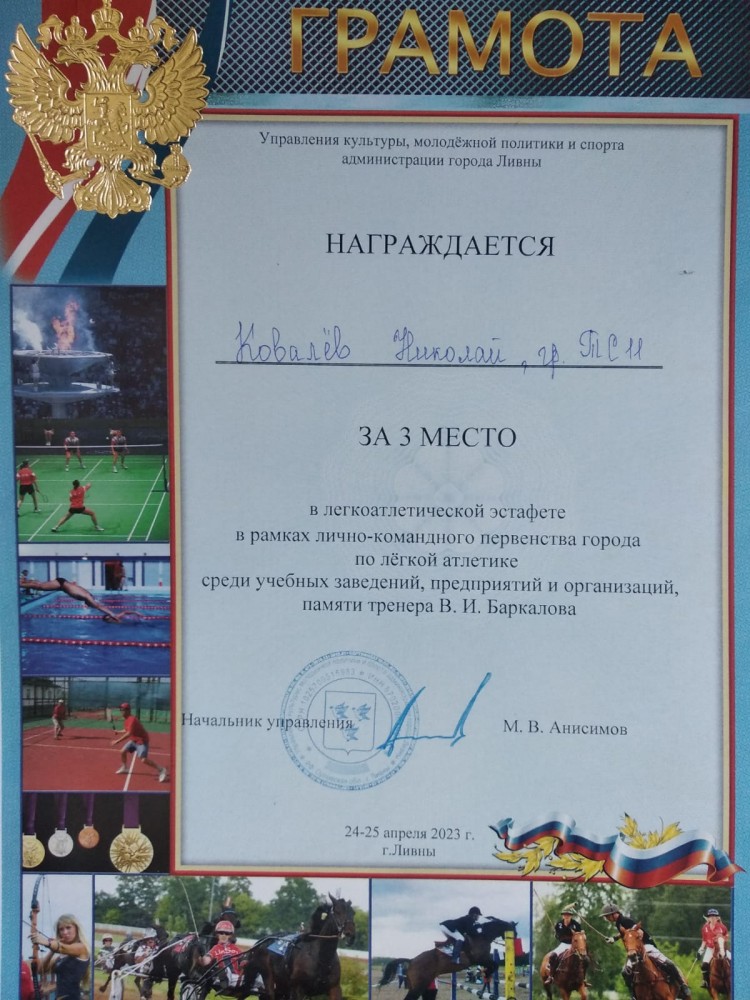 ГРАМОТА
Управления культуры, молодёжной политики и спорта
администрации города Ливны
НАГРАЖДАЕТСЯ
Ковалёв Николай, гр. ТС 11
ЗА 3 МЕСТО
в легкоатлетической эстафете
в рамках лично-командного первенства города
по лёгкой атлетике
среди учебных заведений, предприятий и организаций,
памяти тренера В. И. Баркалова
Начальник управления
М. В. Анисимов
24-25 апреля 2023 г.
г.Ливны